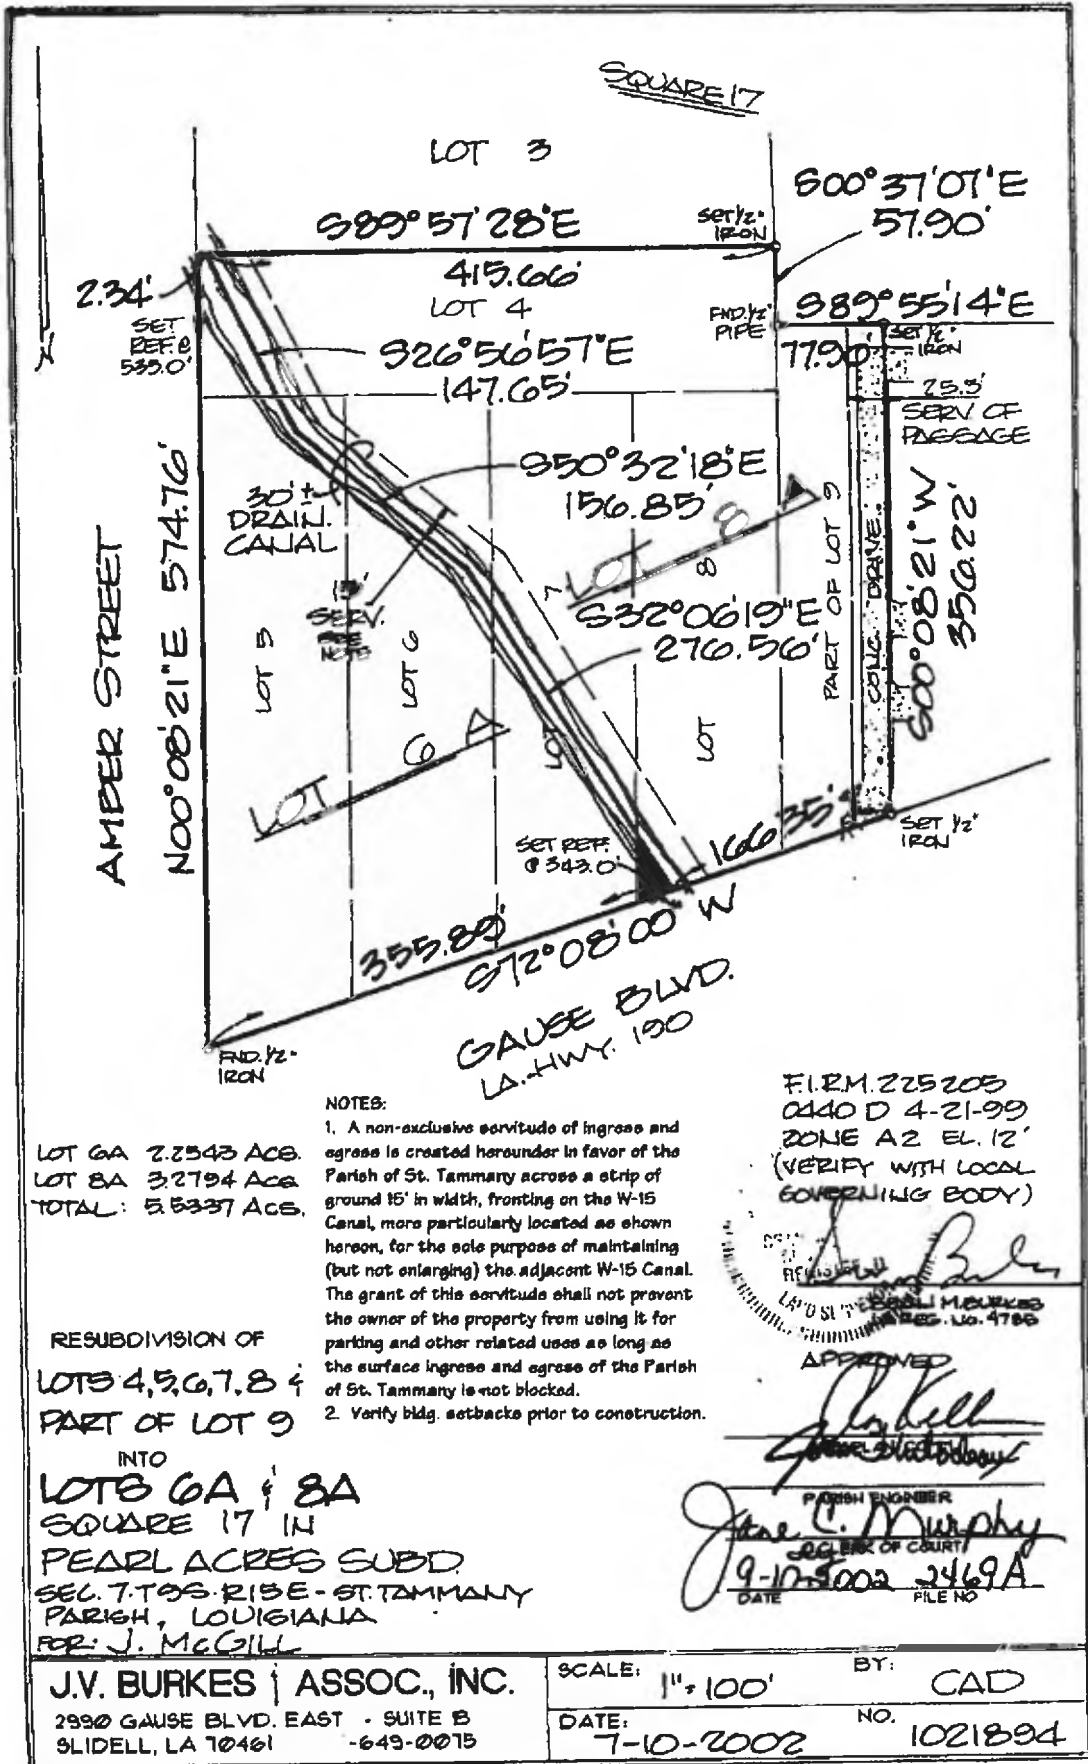 SQUARE 17
LOT 3
S00°37'07"E
57.90'
S89°57'28"E
SET 1/2"
IRON
415.66'
LOT 4
2.34'
SET
REF. @
535.0'
FND. 1/2"
PIPE
S89°55'14"E
77.90'
SET 1/2"
IRON
S26°56'57"E
147.65'
25.5'
SERV OF
PASSAGE
S50°32'18"E
156.85'
30'±
DRAIN.
CANAL
15'
SERV.
SEE
NOTE
LOT 8A
S32°06'19"E
276.56'
AMBER STREET
N00°08'21"E 574.76'
LOT 5
LOT 6
LOT 7
LOT 8
PART OF LOT 9
CONC. DRIVE
S00°08'21"W
356.22'
LOT 6A
SET REF.
@ 343.0'
166.35'
SET 1/2"
IRON
355.89'
S72°08'00" W
GAUSE BLVD.
LA. HWY. 190
FND. 1/2"
IRON
LOT 6A 2.2543 ACS.
LOT 8A 3.2794 ACS
TOTAL: 5.5337 ACS.
NOTES:
1. A non-exclusive servitude of ingress and
egress is created hereunder in favor of the
Parish of St. Tammany across a strip of
ground 15' in width, fronting on the W-15
Canal, more particularly located as shown
hereon, for the sole purpose of maintaining
(but not enlarging) the adjacent W-15 Canal.
The grant of this servitude shall not prevent
the owner of the property from using it for
parking and other related uses as long as
the surface ingress and egress of the Parish
of St. Tammany is not blocked.
2. Verify bldg. setbacks prior to construction.
F.I.R.M. 225205
0440 D 4-21-99
ZONE A2 EL. 12'
(VERIFY WITH LOCAL
GOVERNING BODY)
M. BURKES
REG. NO. 4785
APPROVED
PARISH ENGINEER
Jane C. Murphy
CLERK OF COURT
9-10-2002 2469A
DATE FILE NO
RESUBDIVISION OF
LOTS 4,5,6,7,8 &
PART OF LOT 9
INTO
LOTS 6A & 8A
SQUARE 17 IN
PEARL ACRES SUBD.
SEC. 7-T9S-R15E - ST. TAMMANY
PARISH, LOUISIANA
FOR: J. McGILL
J.V. BURKES & ASSOC., INC.
2990 GAUSE BLVD. EAST - SUITE B
SLIDELL, LA 70461 -649-0075
SCALE: 1"=100'
BY: CAD
DATE: 7-10-2002
NO. 1021894